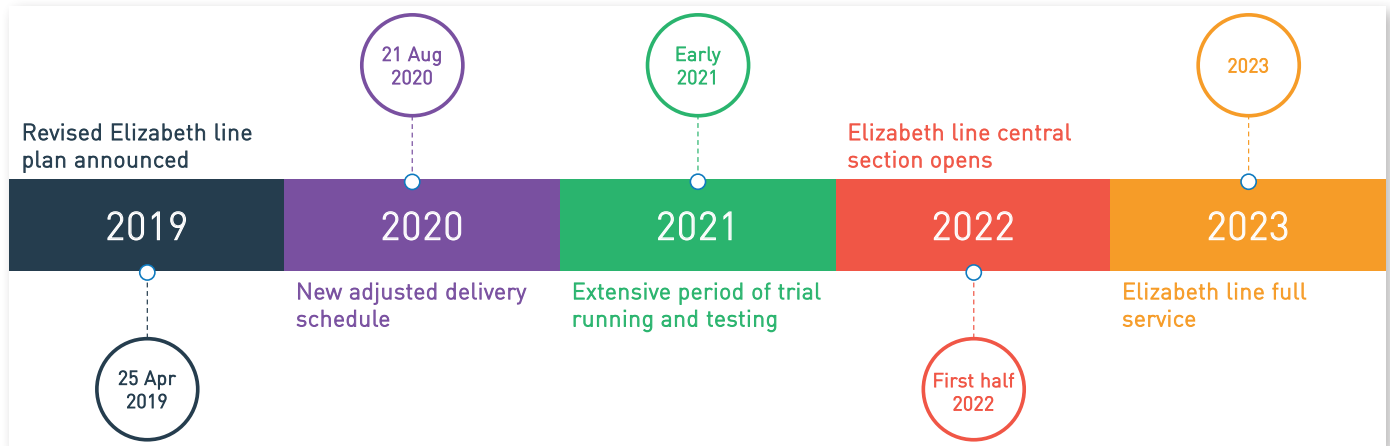 21 Aug
2020
Early
2021
2023
Revised Elizabeth line
plan announced
Elizabeth line central
section opens
2019
2020
2021
2022
2023
New adjusted delivery
schedule
Extensive period of trial
running and testing
Elizabeth line full
service
25 Apr
2019
First half
2022